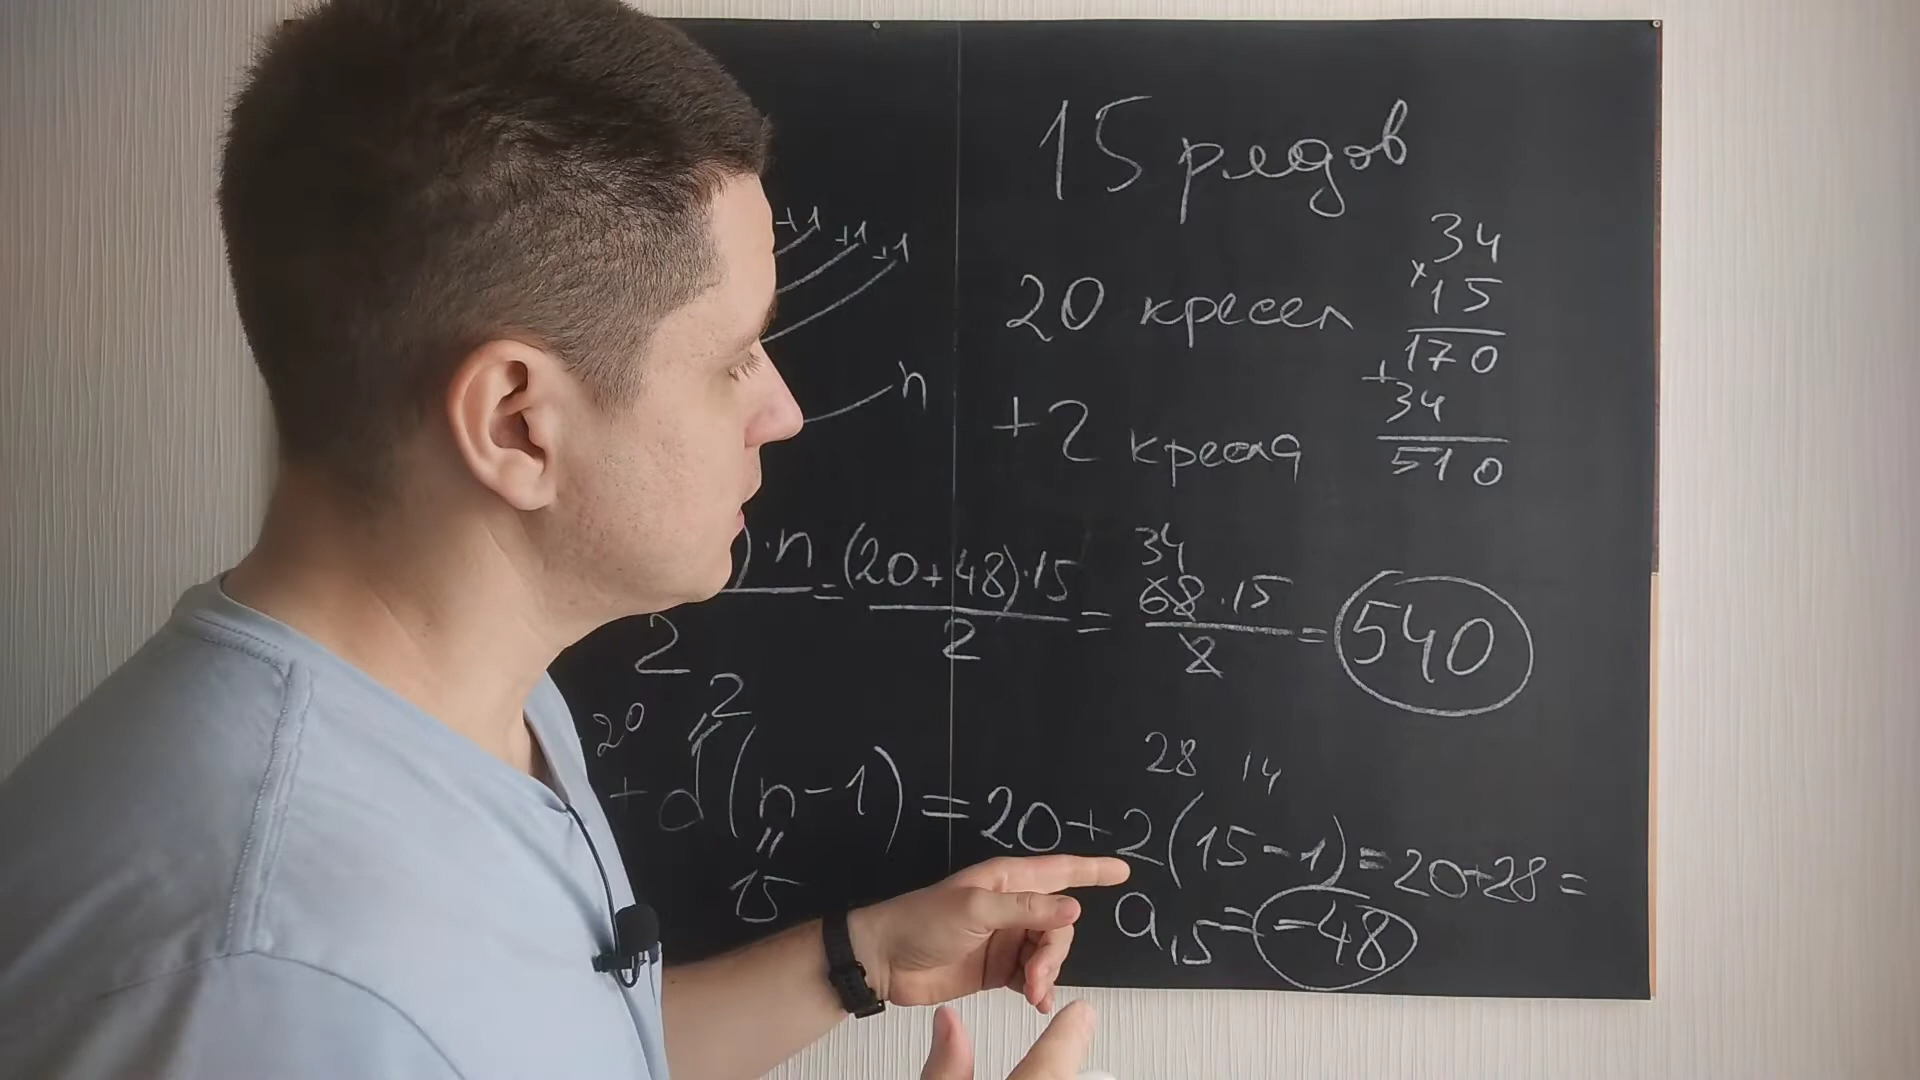 15 рядов
+1 +1 +1
20 кресел
n
+2 кресла
34
×15
170
+34
510
) · n / 2 = (20+48) · 15 / 2 = 68 · 15 / 2 = 540
34
20 2
28 14
+ d(n-1) = 20+2(15-1) = 20+28 =
15
a15 = =48